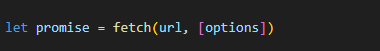 let promise = fetch(url, [options])